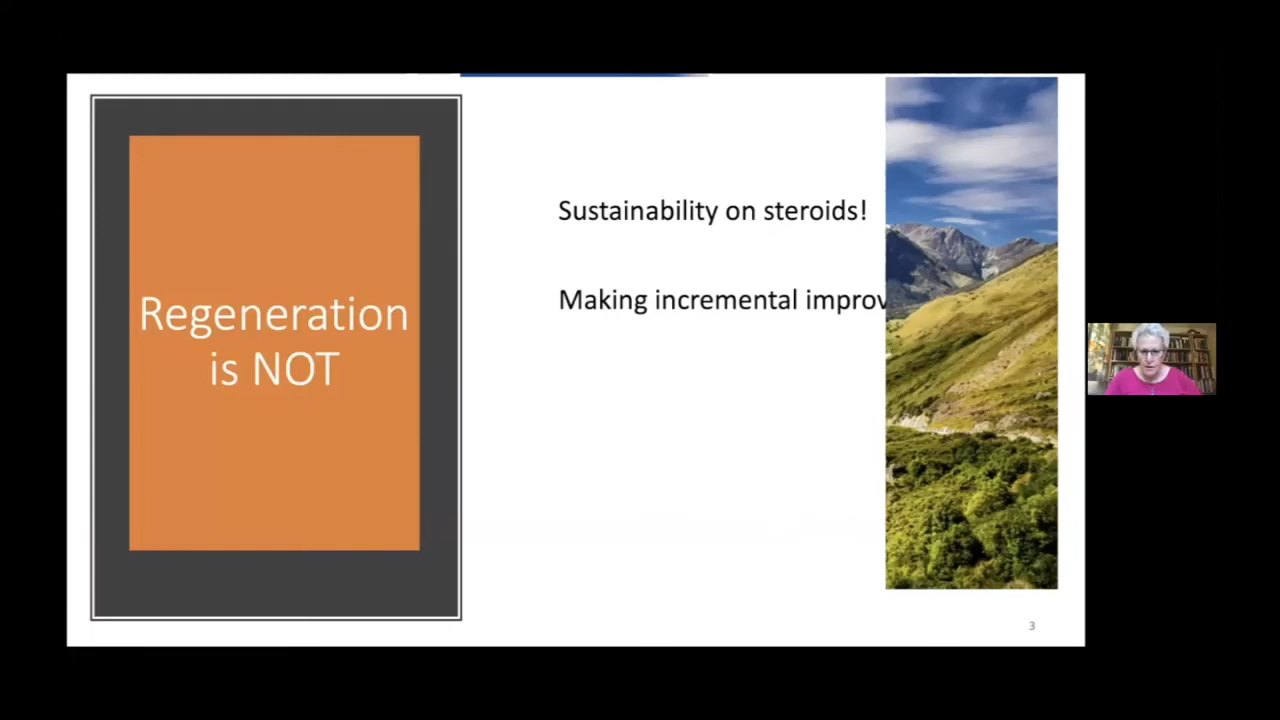 Regeneration
is NOT
Sustainability on steroids!
Making incremental improv
3